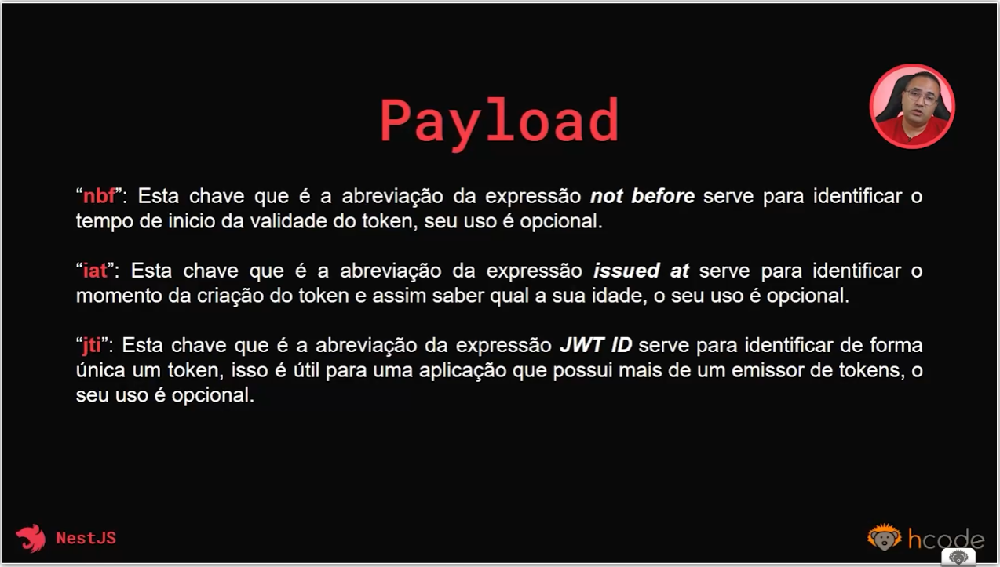 Payload
“nbf”: Esta chave que é a abreviação da expressão not before serve para identificar o
tempo de inicio da validade do token, seu uso é opcional.
“iat”: Esta chave que é a abreviação da expressão issued at serve para identificar o
momento da criação do token e assim saber qual a sua idade, o seu uso é opcional.
“jti”: Esta chave que é a abreviação da expressão JWT ID serve para identificar de forma
única um token, isso é útil para uma aplicação que possui mais de um emissor de tokens, o
seu uso é opcional.
NestJS
hcode